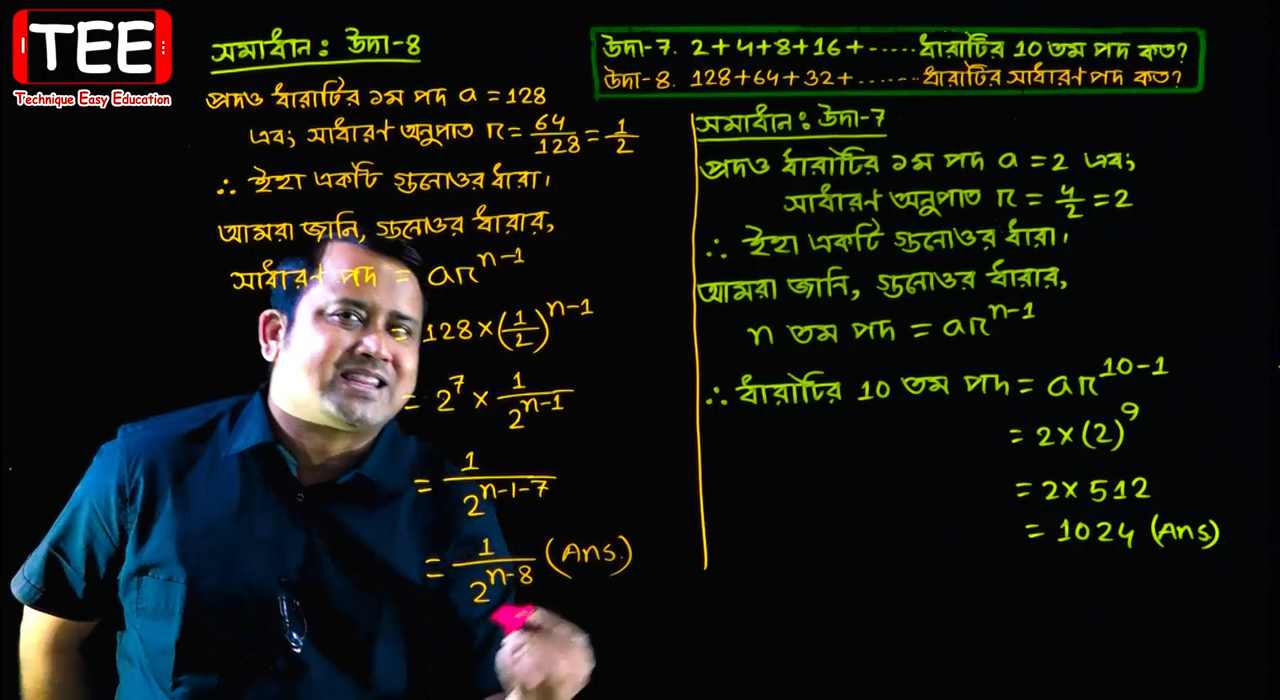 TEE
Technique Easy Education
উদা-7. 2+4+8+16+...... ধারাটির 10 তম পদ কত?
উদা-8. 128+64+32+....... ধারাটির সাধারণ পদ কত?
সমাধান: উদা-8
প্রদত্ত ধারাটির ১ম পদ a = 128
এবং সাধারণ অনুপাত r = 64/128 = 1/2
∴ ইহা একটি গুনোত্তর ধারা।
আমরা জানি, গুনোত্তর ধারার,
সাধারণ পদ = ar^(n-1)
= 128 × (1/2)^(n-1)
= 2^7 × 1/2^(n-1)
= 1/2^(n-1-7)
= 1/2^(n-8) (Ans.)
সমাধান: উদা-7
প্রদত্ত ধারাটির ১ম পদ a = 2 এবং
সাধারণ অনুপাত r = 4/2 = 2
∴ ইহা একটি গুনোত্তর ধারা।
আমরা জানি, গুনোত্তর ধারার,
n তম পদ = ar^(n-1)
∴ ধারাটির 10 তম পদ = ar^(10-1)
= 2 × (2)^9
= 2 × 512
= 1024 (Ans)